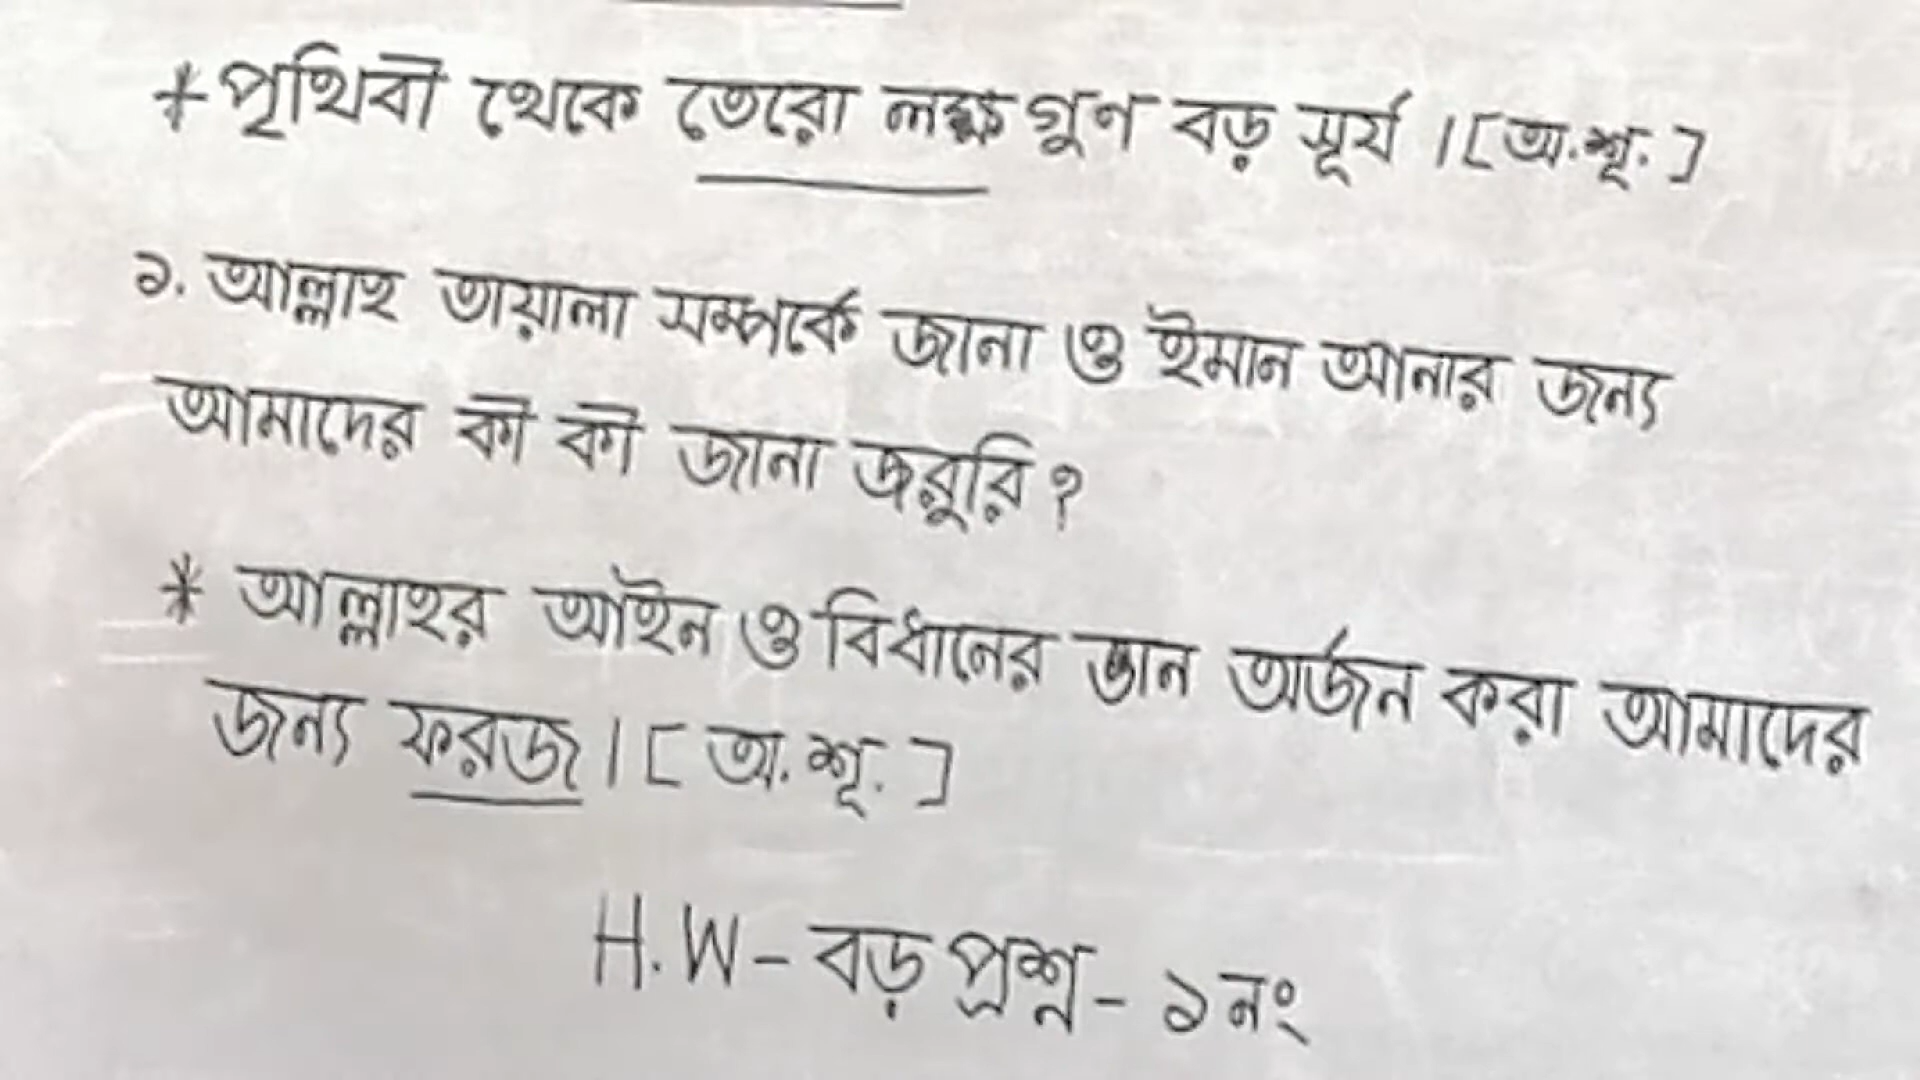 * পৃথিবী থেকে তেরো লক্ষ গুণ বড় সূর্য।[অ.শূ.]
১. আল্লাহ তায়ালা সম্পর্কে জানা ও ইমান আনার জন্য
আমাদের কী কী জানা জরুরি?
* আল্লাহর আইন ও বিধানের জ্ঞান অর্জন করা আমাদের
জন্য ফরজ।[অ.শূ.]
H.W- বড় প্রশ্ন- ১নং